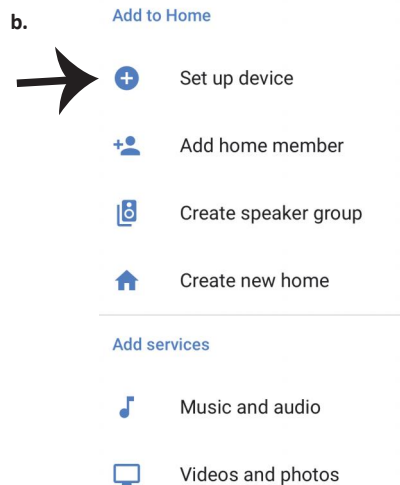 Add to Home
b.
Set up device
Add home member
Create speaker group
Create new home
Add services
Music and audio
Videos and photos